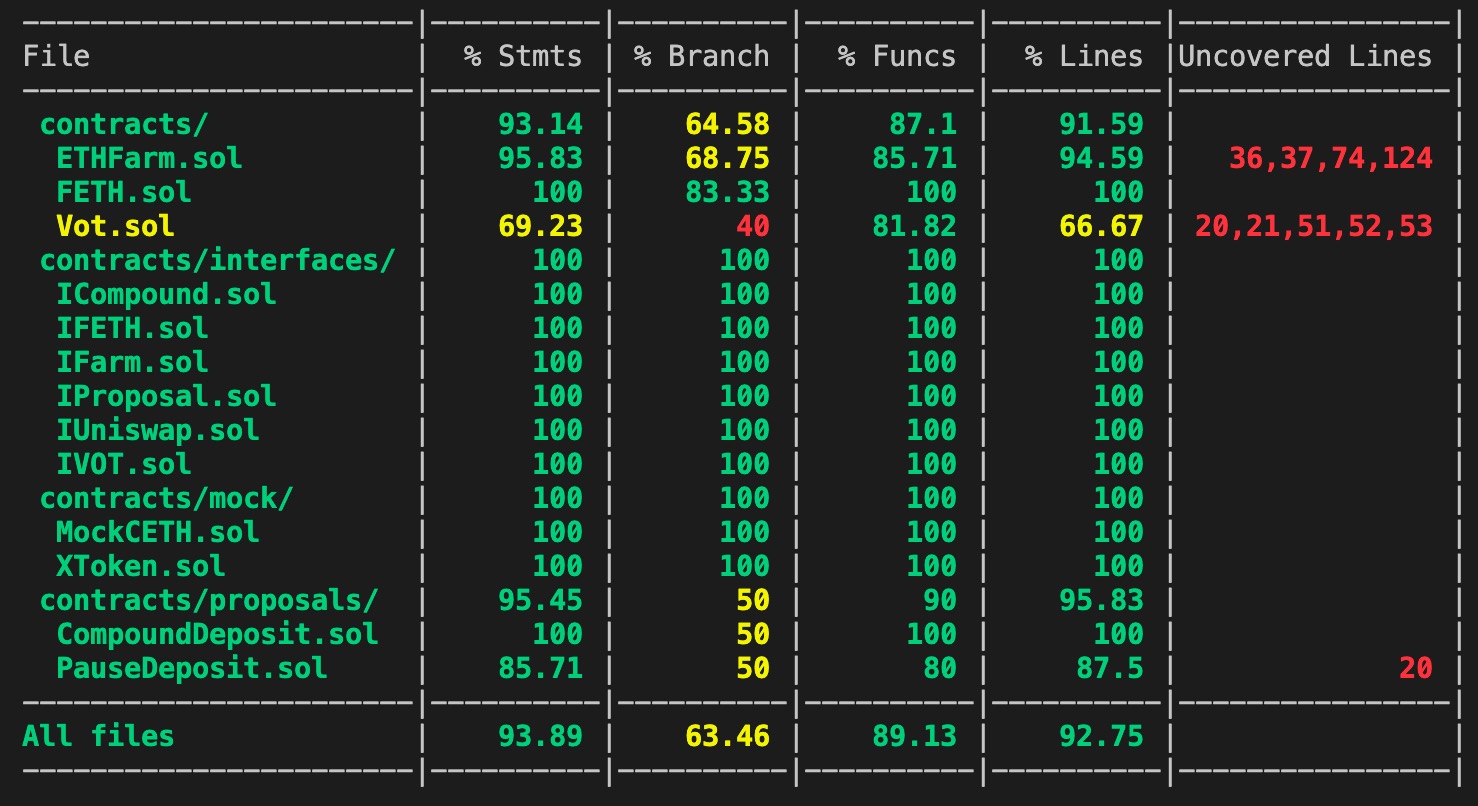 File | % Stmts | % Branch | % Funcs | % Lines |Uncovered Lines |
contracts/ | 93.14 | 64.58 | 87.1 | 91.59 | |
ETHFarm.sol | 95.83 | 68.75 | 85.71 | 94.59 | 36,37,74,124 |
FETH.sol | 100 | 83.33 | 100 | 100 | |
Vot.sol | 69.23 | 40 | 81.82 | 66.67 | 20,21,51,52,53 |
contracts/interfaces/ | 100 | 100 | 100 | 100 | |
ICompound.sol | 100 | 100 | 100 | 100 | |
IFETH.sol | 100 | 100 | 100 | 100 | |
IFarm.sol | 100 | 100 | 100 | 100 | |
IProposal.sol | 100 | 100 | 100 | 100 | |
IUniswap.sol | 100 | 100 | 100 | 100 | |
IVOT.sol | 100 | 100 | 100 | 100 | |
contracts/mock/ | 100 | 100 | 100 | 100 | |
MockCETH.sol | 100 | 100 | 100 | 100 | |
XToken.sol | 100 | 100 | 100 | 100 | |
contracts/proposals/ | 95.45 | 50 | 90 | 95.83 | |
CompoundDeposit.sol | 100 | 50 | 100 | 100 | |
PauseDeposit.sol | 85.71 | 50 | 80 | 87.5 | 20 |
All files | 93.89 | 63.46 | 89.13 | 92.75 | |